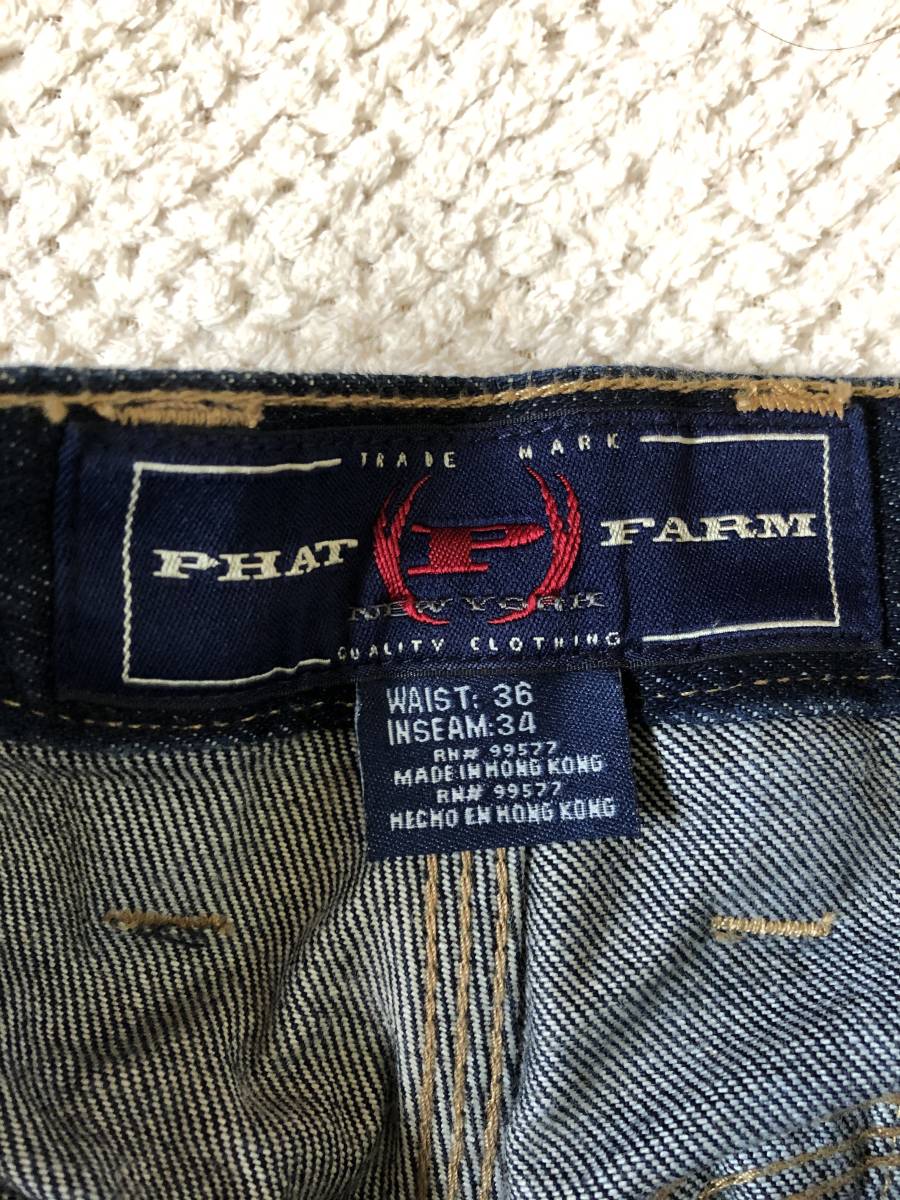 TRADE MARK
PHAT P FARM
NEW YORK
QUALITY CLOTHING
WAIST: 36
INSEAM:34
RN# 99577
MADE IN HONG KONG
RN# 99577
HECHO EN HONG KONG